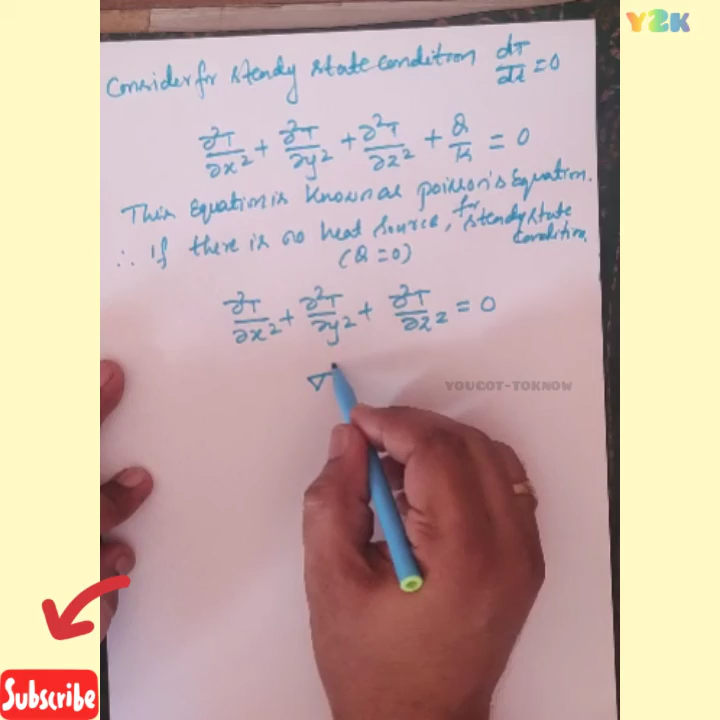 Y2K
Consider for steady state condition dT/dt = 0
∂²T/∂x² + ∂²T/∂y² + ∂²T/∂z² + Q/k = 0
This Equation is known as poisson's Equation.
∴ If there is no heat source, for steady state condition.
(Q = 0)
∂²T/∂x² + ∂²T/∂y² + ∂²T/∂z² = 0
∇
YOUGOT-TOKNOW
Subscribe